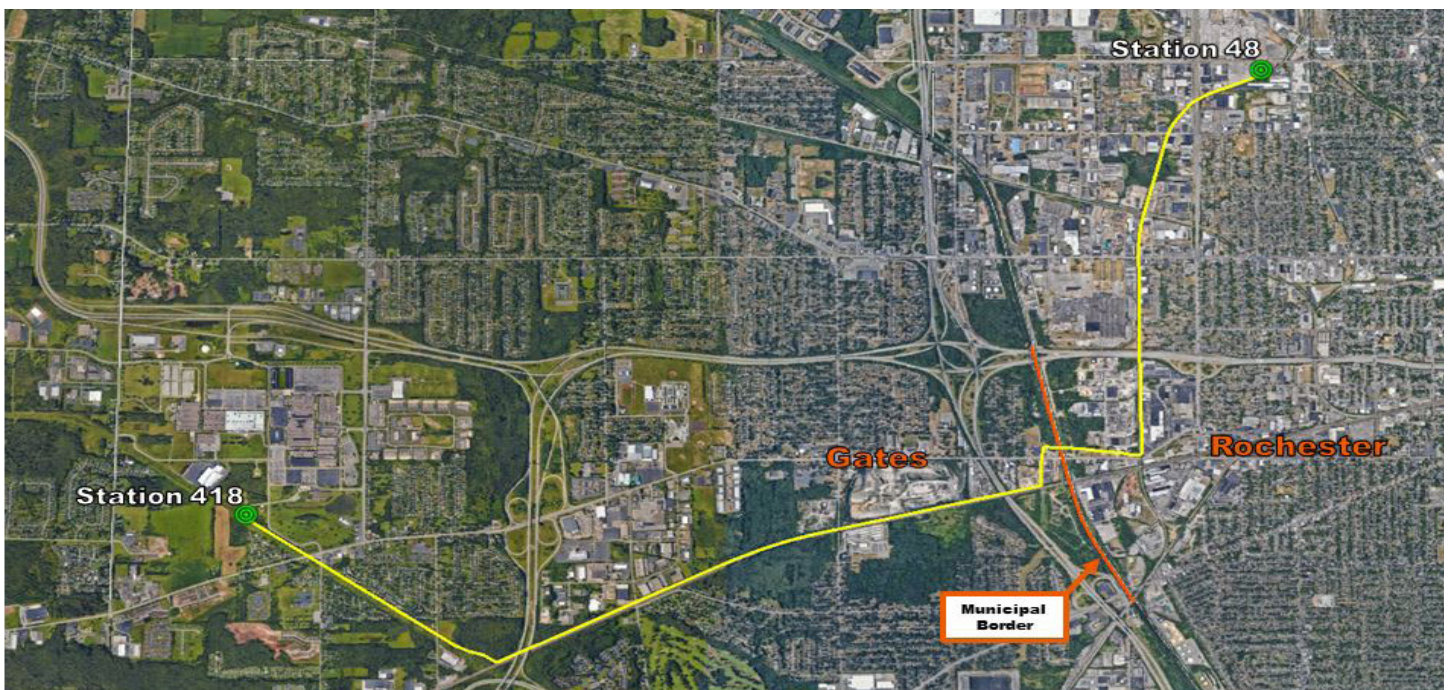 Station 48
Gates
Rochester
Station 418
Municipal
Border